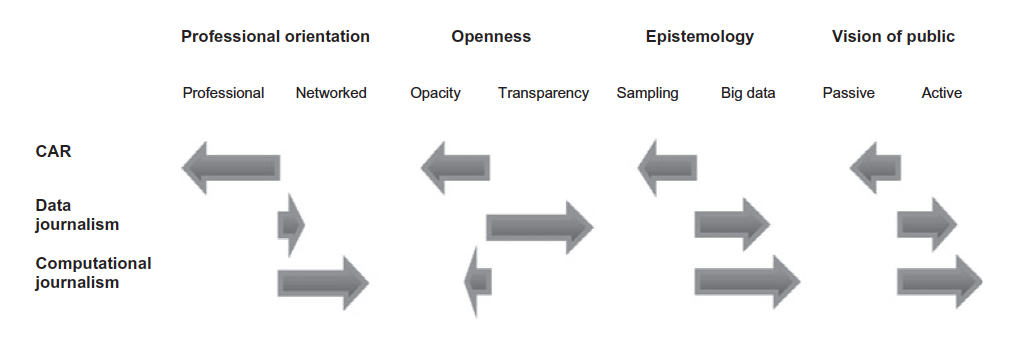 Professional orientation Openness Epistemology Vision of public
Professional Networked Opacity Transparency Sampling Big data Passive Active
CAR
Data
journalism
Computational
journalism